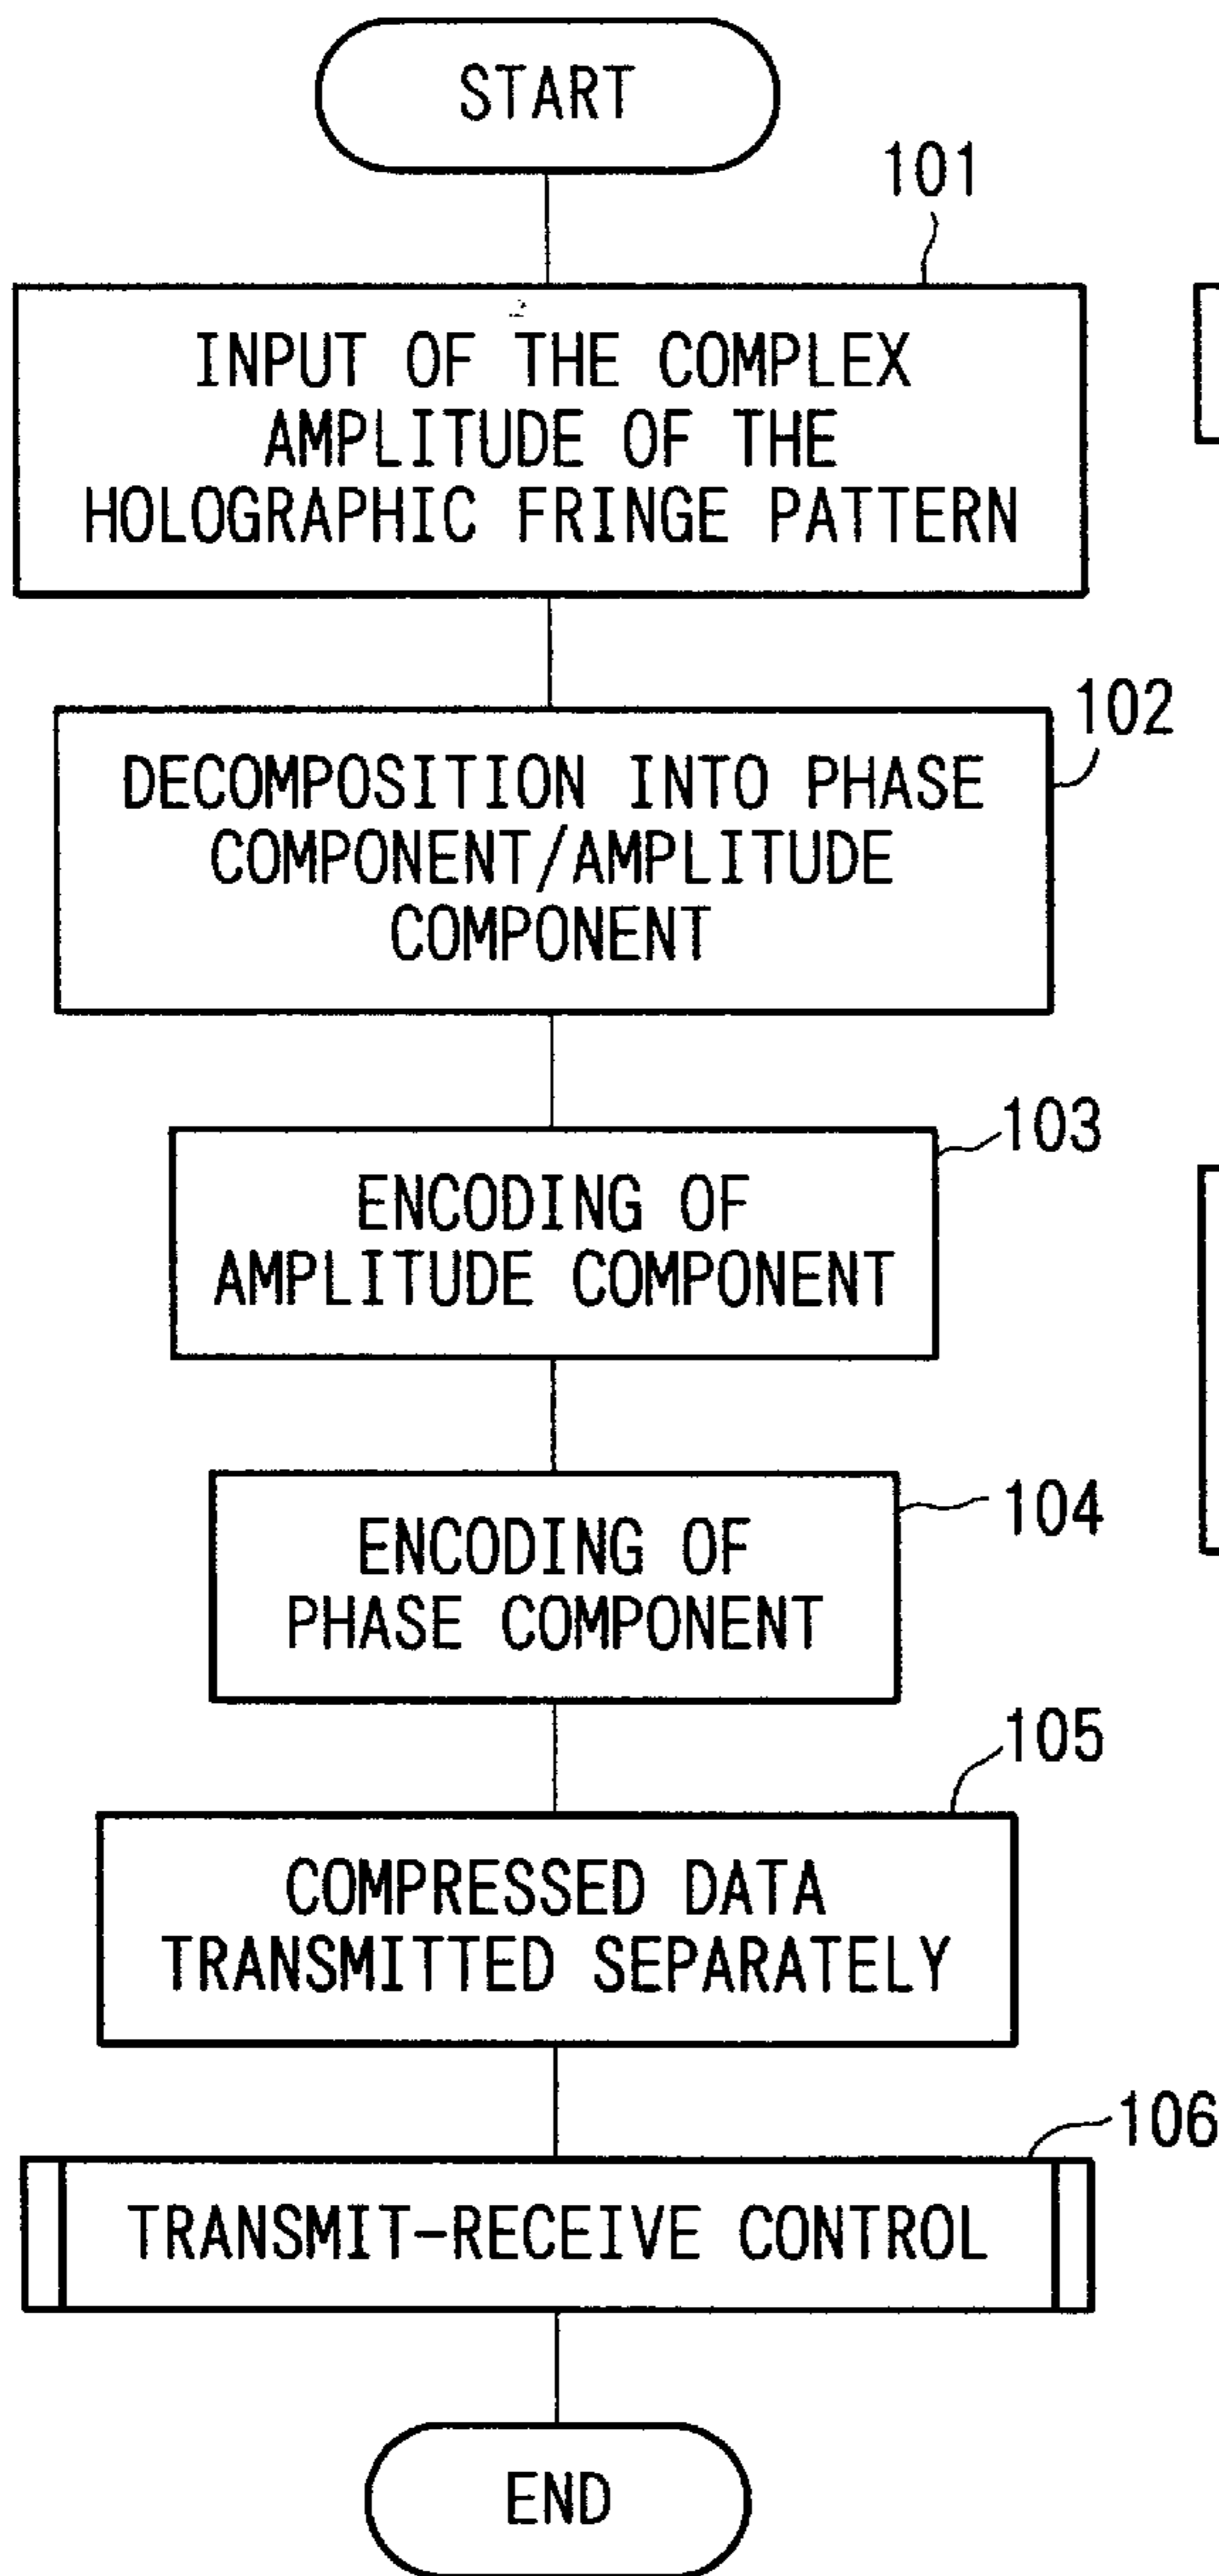 START
101
INPUT OF THE COMPLEX
AMPLITUDE OF THE
HOLOGRAPHIC FRINGE PATTERN
102
DECOMPOSITION INTO PHASE
COMPONENT/AMPLITUDE
COMPONENT
103
ENCODING OF
AMPLITUDE COMPONENT
104
ENCODING OF
PHASE COMPONENT
105
COMPRESSED DATA
TRANSMITTED SEPARATELY
106
TRANSMIT-RECEIVE CONTROL
END